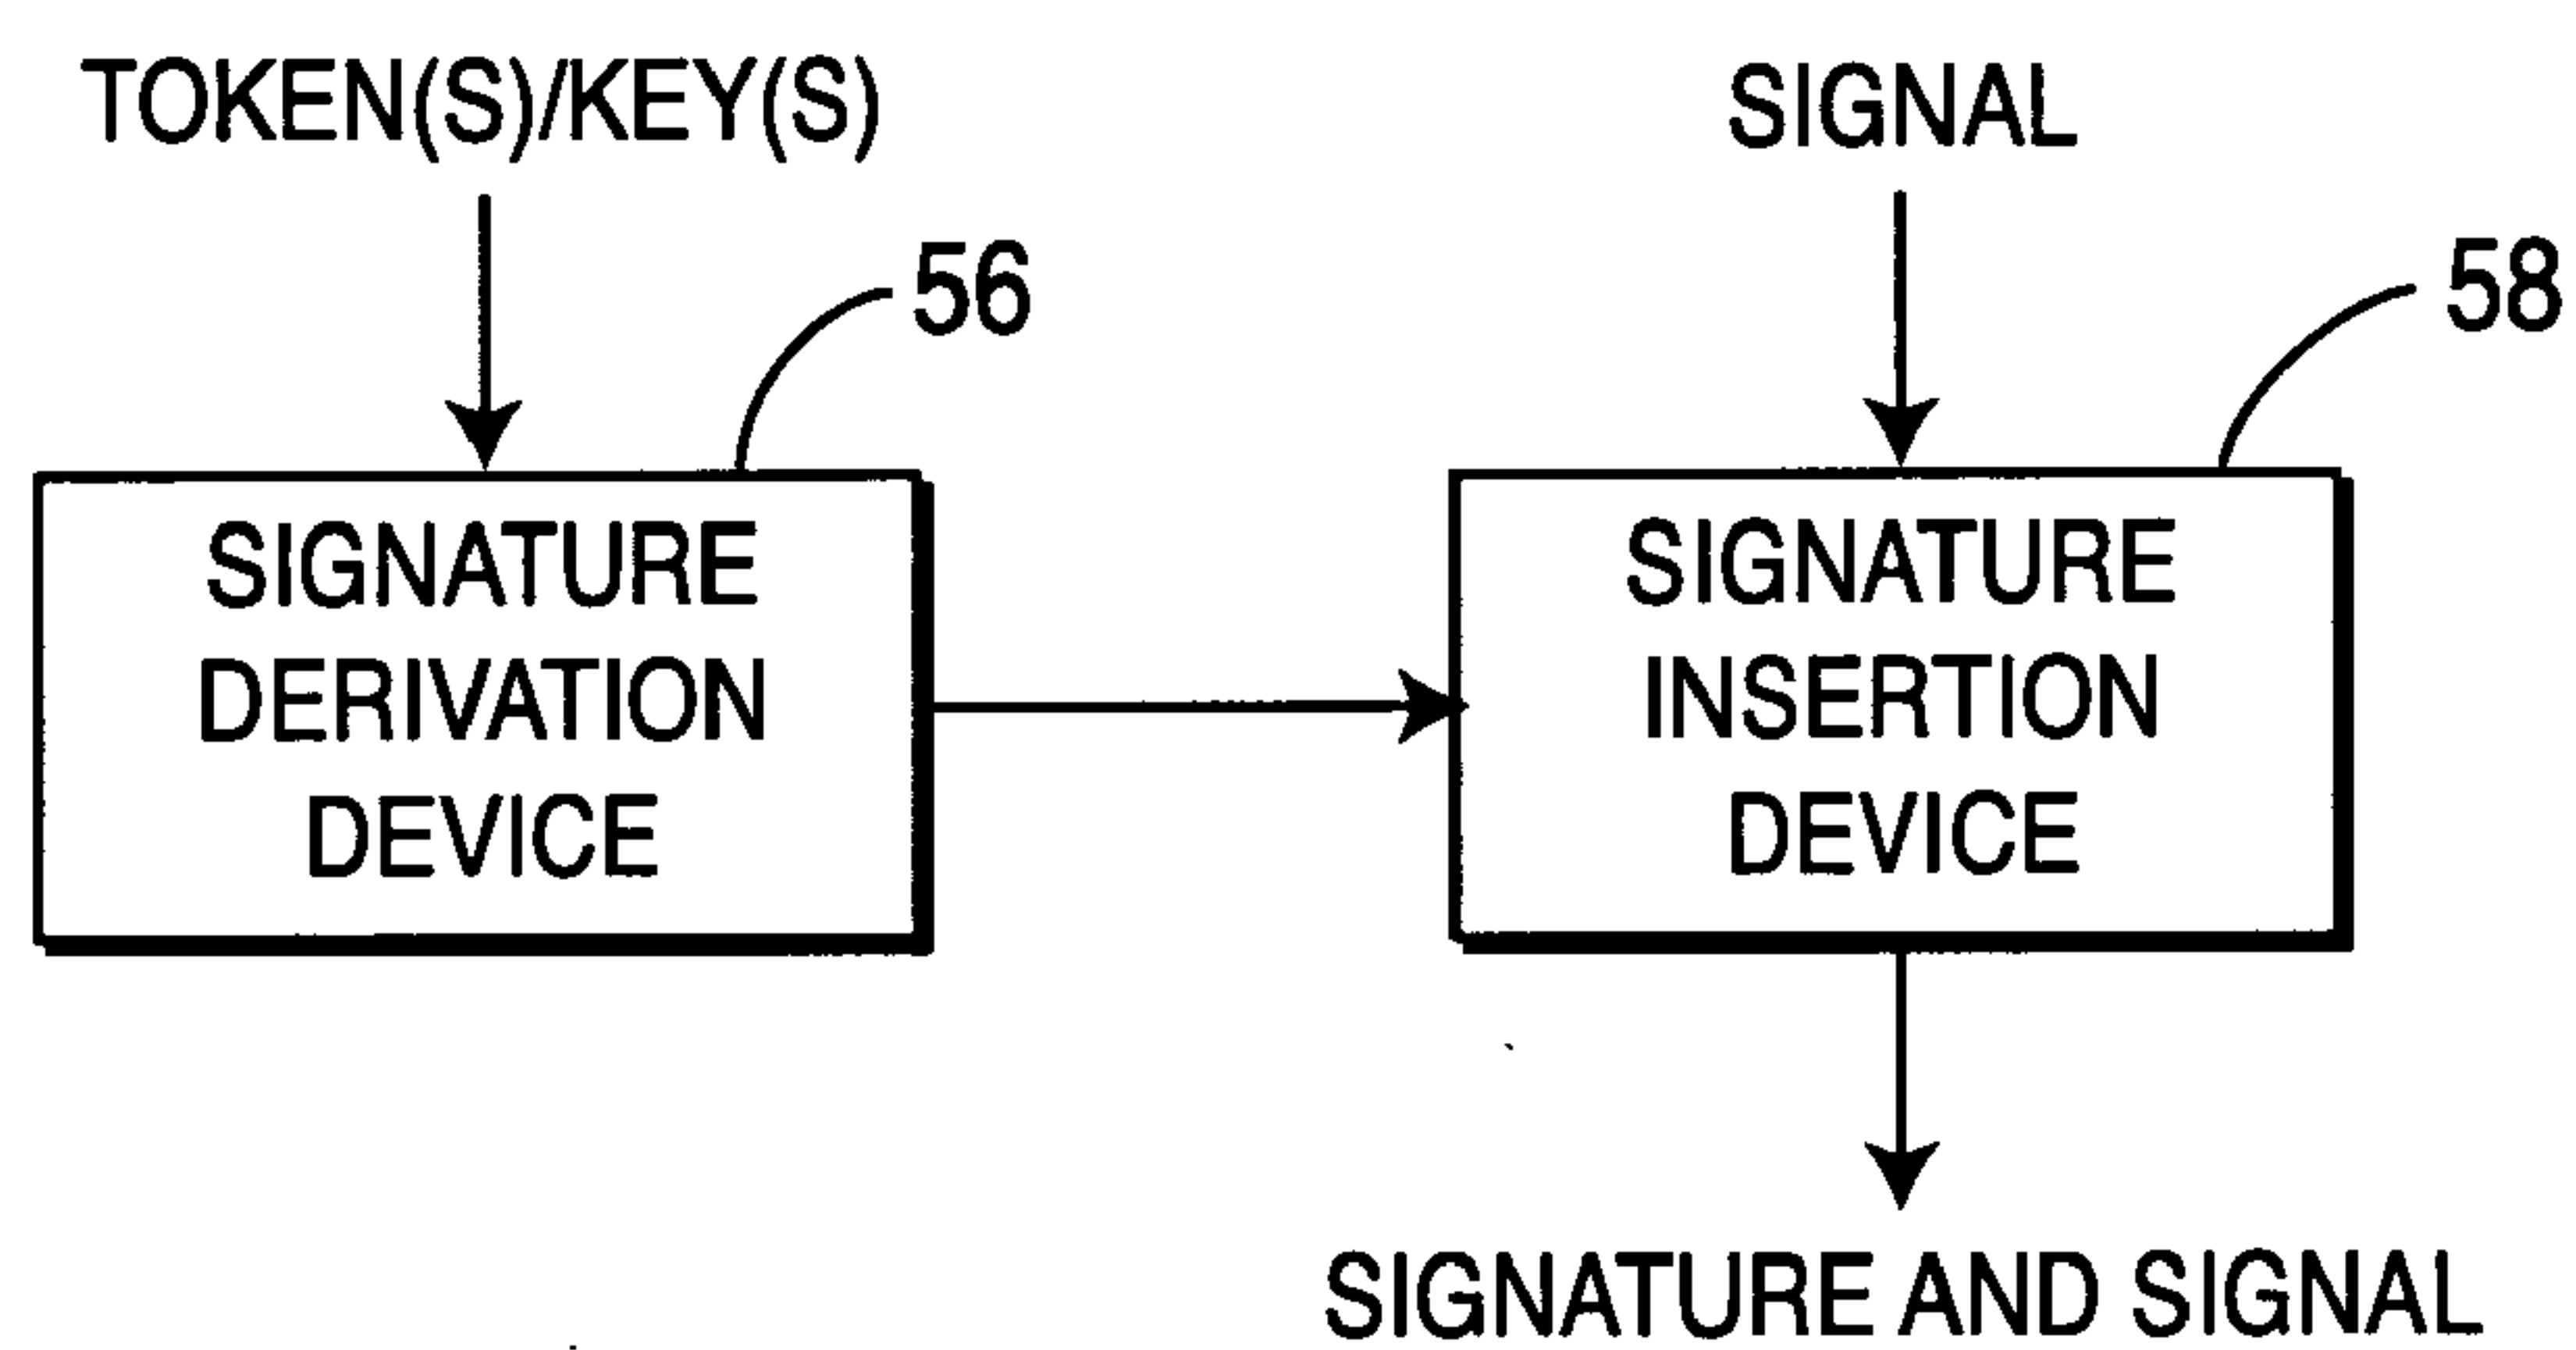 TOKEN(S)/KEY(S)
SIGNAL
56
58
SIGNATURE
DERIVATION
DEVICE
SIGNATURE
INSERTION
DEVICE
SIGNATURE AND SIGNAL